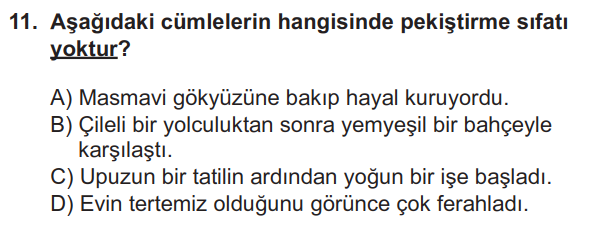 11. Aşağıdaki cümlelerin hangisinde pekiştirme sıfatı
yoktur?
A) Masmavi gökyüzüne bakıp hayal kuruyordu.
B) Çileli bir yolculuktan sonra yemyeşil bir bahçeyle
karşılaştı.
C) Upuzun bir tatilin ardından yoğun bir işe başladı.
D) Evin tertemiz olduğunu görünce çok ferahladı.